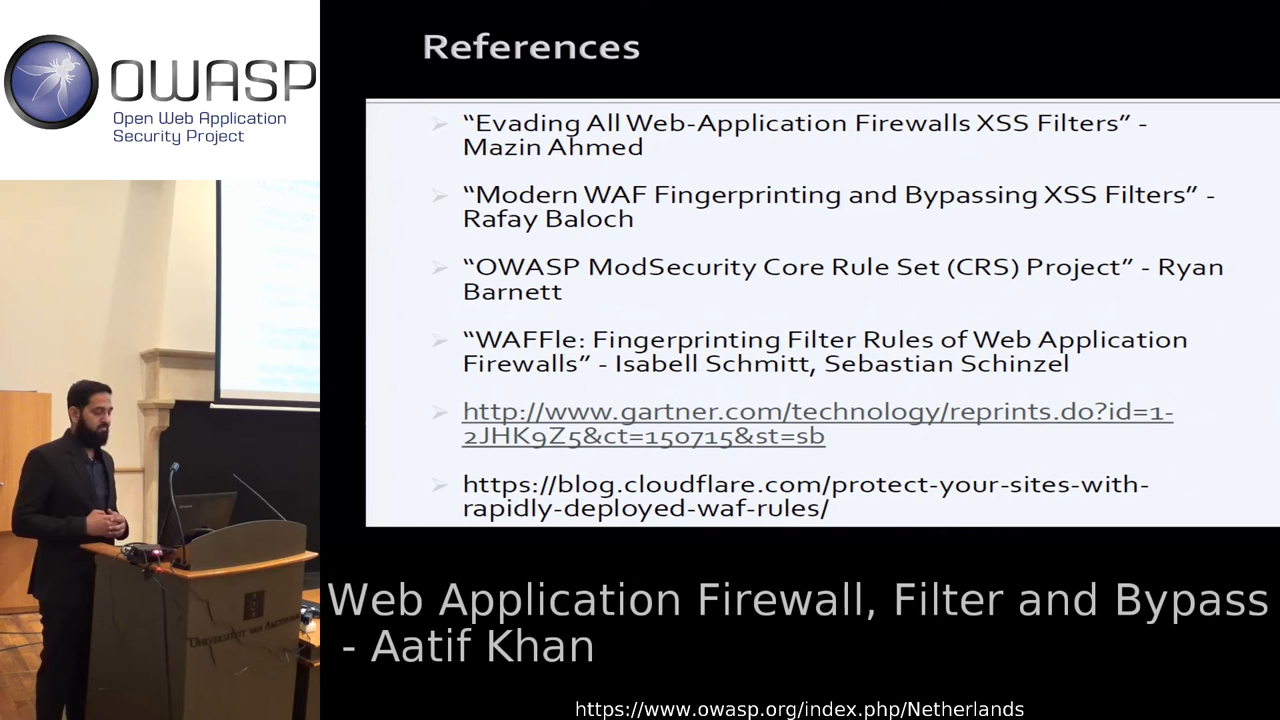 OWASP
Open Web Application
Security Project
References
“Evading All Web-Application Firewalls XSS Filters” -
Mazin Ahmed
“Modern WAF Fingerprinting and Bypassing XSS Filters” -
Rafay Baloch
“OWASP ModSecurity Core Rule Set (CRS) Project” - Ryan
Barnett
“WAFFle: Fingerprinting Filter Rules of Web Application
Firewalls” - Isabell Schmitt, Sebastian Schinzel
http://www.gartner.com/technology/reprints.do?id=1-
2JHK9Z5&ct=150715&st=sb
https://blog.cloudflare.com/protect-your-sites-with-
rapidly-deployed-waf-rules/
UNIVERSITEIT VAN AMSTERDAM
Web Application Firewall, Filter and Bypass
- Aatif Khan
https://www.owasp.org/index.php/Netherlands